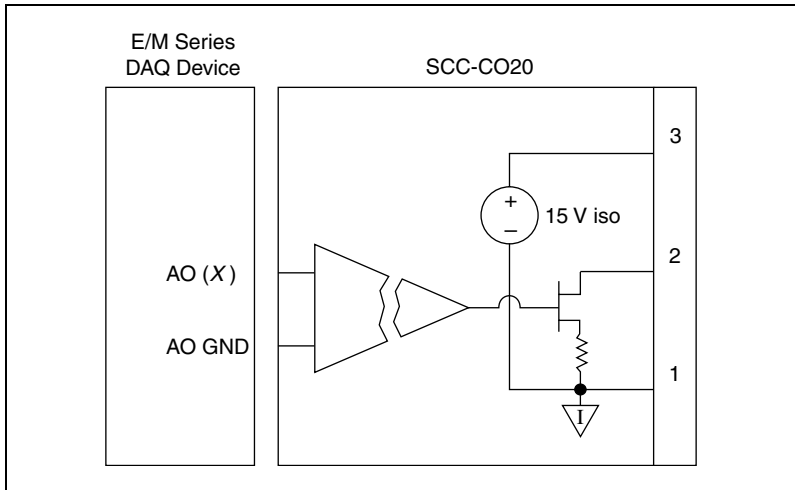 E/M Series
DAQ Device
SCC-CO20
3
+
–
15 V iso
2
AO (X)
AO GND
1
I